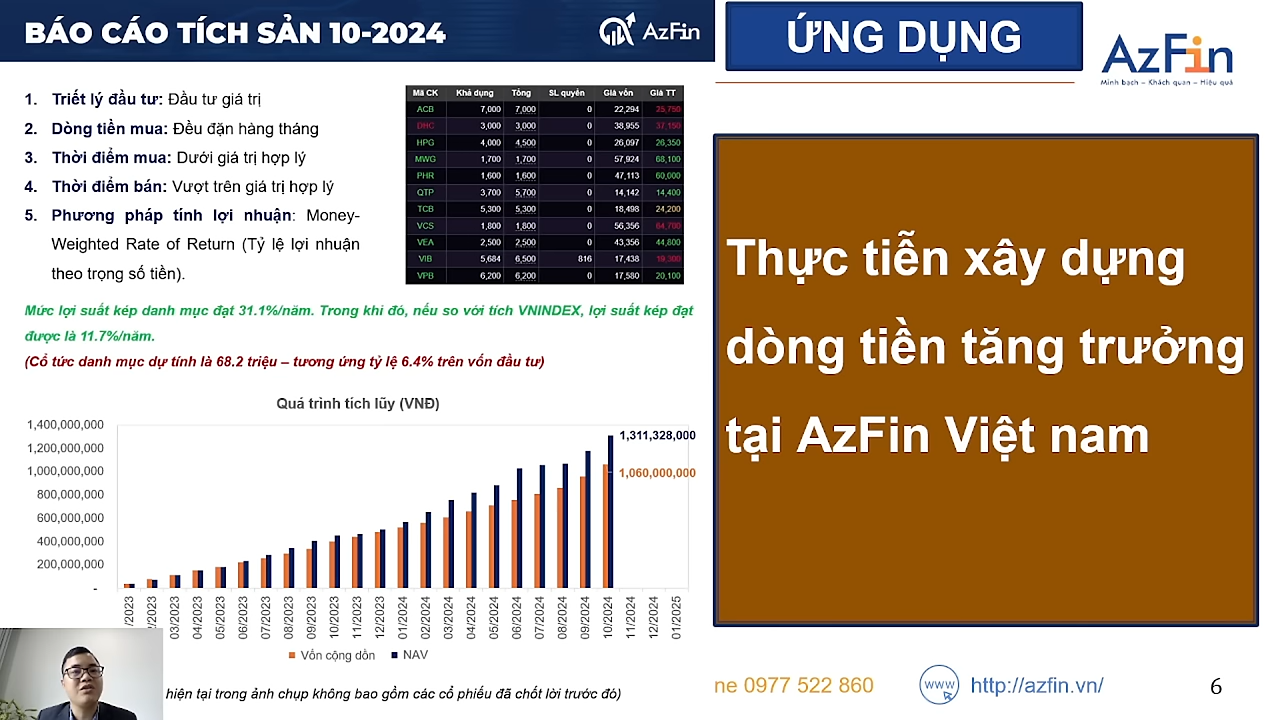 BÁO CÁO TÍCH SẢN 10-2024
AzFin
1. Triết lý đầu tư: Đầu tư giá trị
2. Dòng tiền mua: Đều đặn hàng tháng
3. Thời điểm mua: Dưới giá trị hợp lý
4. Thời điểm bán: Vượt trên giá trị hợp lý
5. Phương pháp tính lợi nhuận: Money-
Weighted Rate of Return (Tỷ lệ lợi nhuận
theo trọng số tiền).
Mã CK Khả dụng Tổng SL quyền Giá vốn Giá TT
ACB 7,000 7,000 0 22,294 25,750
DHC 3,000 3,000 0 38,955 37,150
HPG 4,000 4,500 0 26,097 26,350
MWG 1,700 1,700 0 57,924 68,100
PHR 1,600 1,600 0 47,113 60,000
QTP 3,700 5,700 0 14,142 14,400
TCB 5,300 5,300 0 18,498 24,200
VCS 1,800 1,800 0 56,356 64,700
VEA 2,500 2,500 0 43,356 44,800
VIB 5,684 6,500 816 17,438 19,300
VPB 6,200 6,200 0 17,580 20,100
Mức lợi suất kép danh mục đạt 31.1%/năm. Trong khi đó, nếu so với tích VNINDEX, lợi suất kép đạt
được là 11.7%/năm.
(Cổ tức danh mục dự tính là 68.2 triệu – tương ứng tỷ lệ 6.4% trên vốn đầu tư)
Quá trình tích lũy (VNĐ)
1,400,000,000
1,200,000,000
1,000,000,000
800,000,000
600,000,000
400,000,000
200,000,000
-
1,311,328,000
1,060,000,000
/2023 /2023 03/2023 04/2023 05/2023 06/2023 07/2023 08/2023 09/2023 10/2023 11/2023 12/2023 01/2024 02/2024 03/2024 04/2024 05/2024 06/2024 07/2024 08/2024 09/2024 10/2024 11/2024 12/2024 01/2025
Vốn cộng dồn NAV
hiện tại trong ảnh chụp không bao gồm các cổ phiếu đã chốt lời trước đó)
ỨNG DỤNG
AzFin
Minh bạch – Khách quan – Hiệu quả
Thực tiễn xây dựng
dòng tiền tăng trưởng
tại AzFin Việt nam
ne 0977 522 860
www
http://azfin.vn/
6